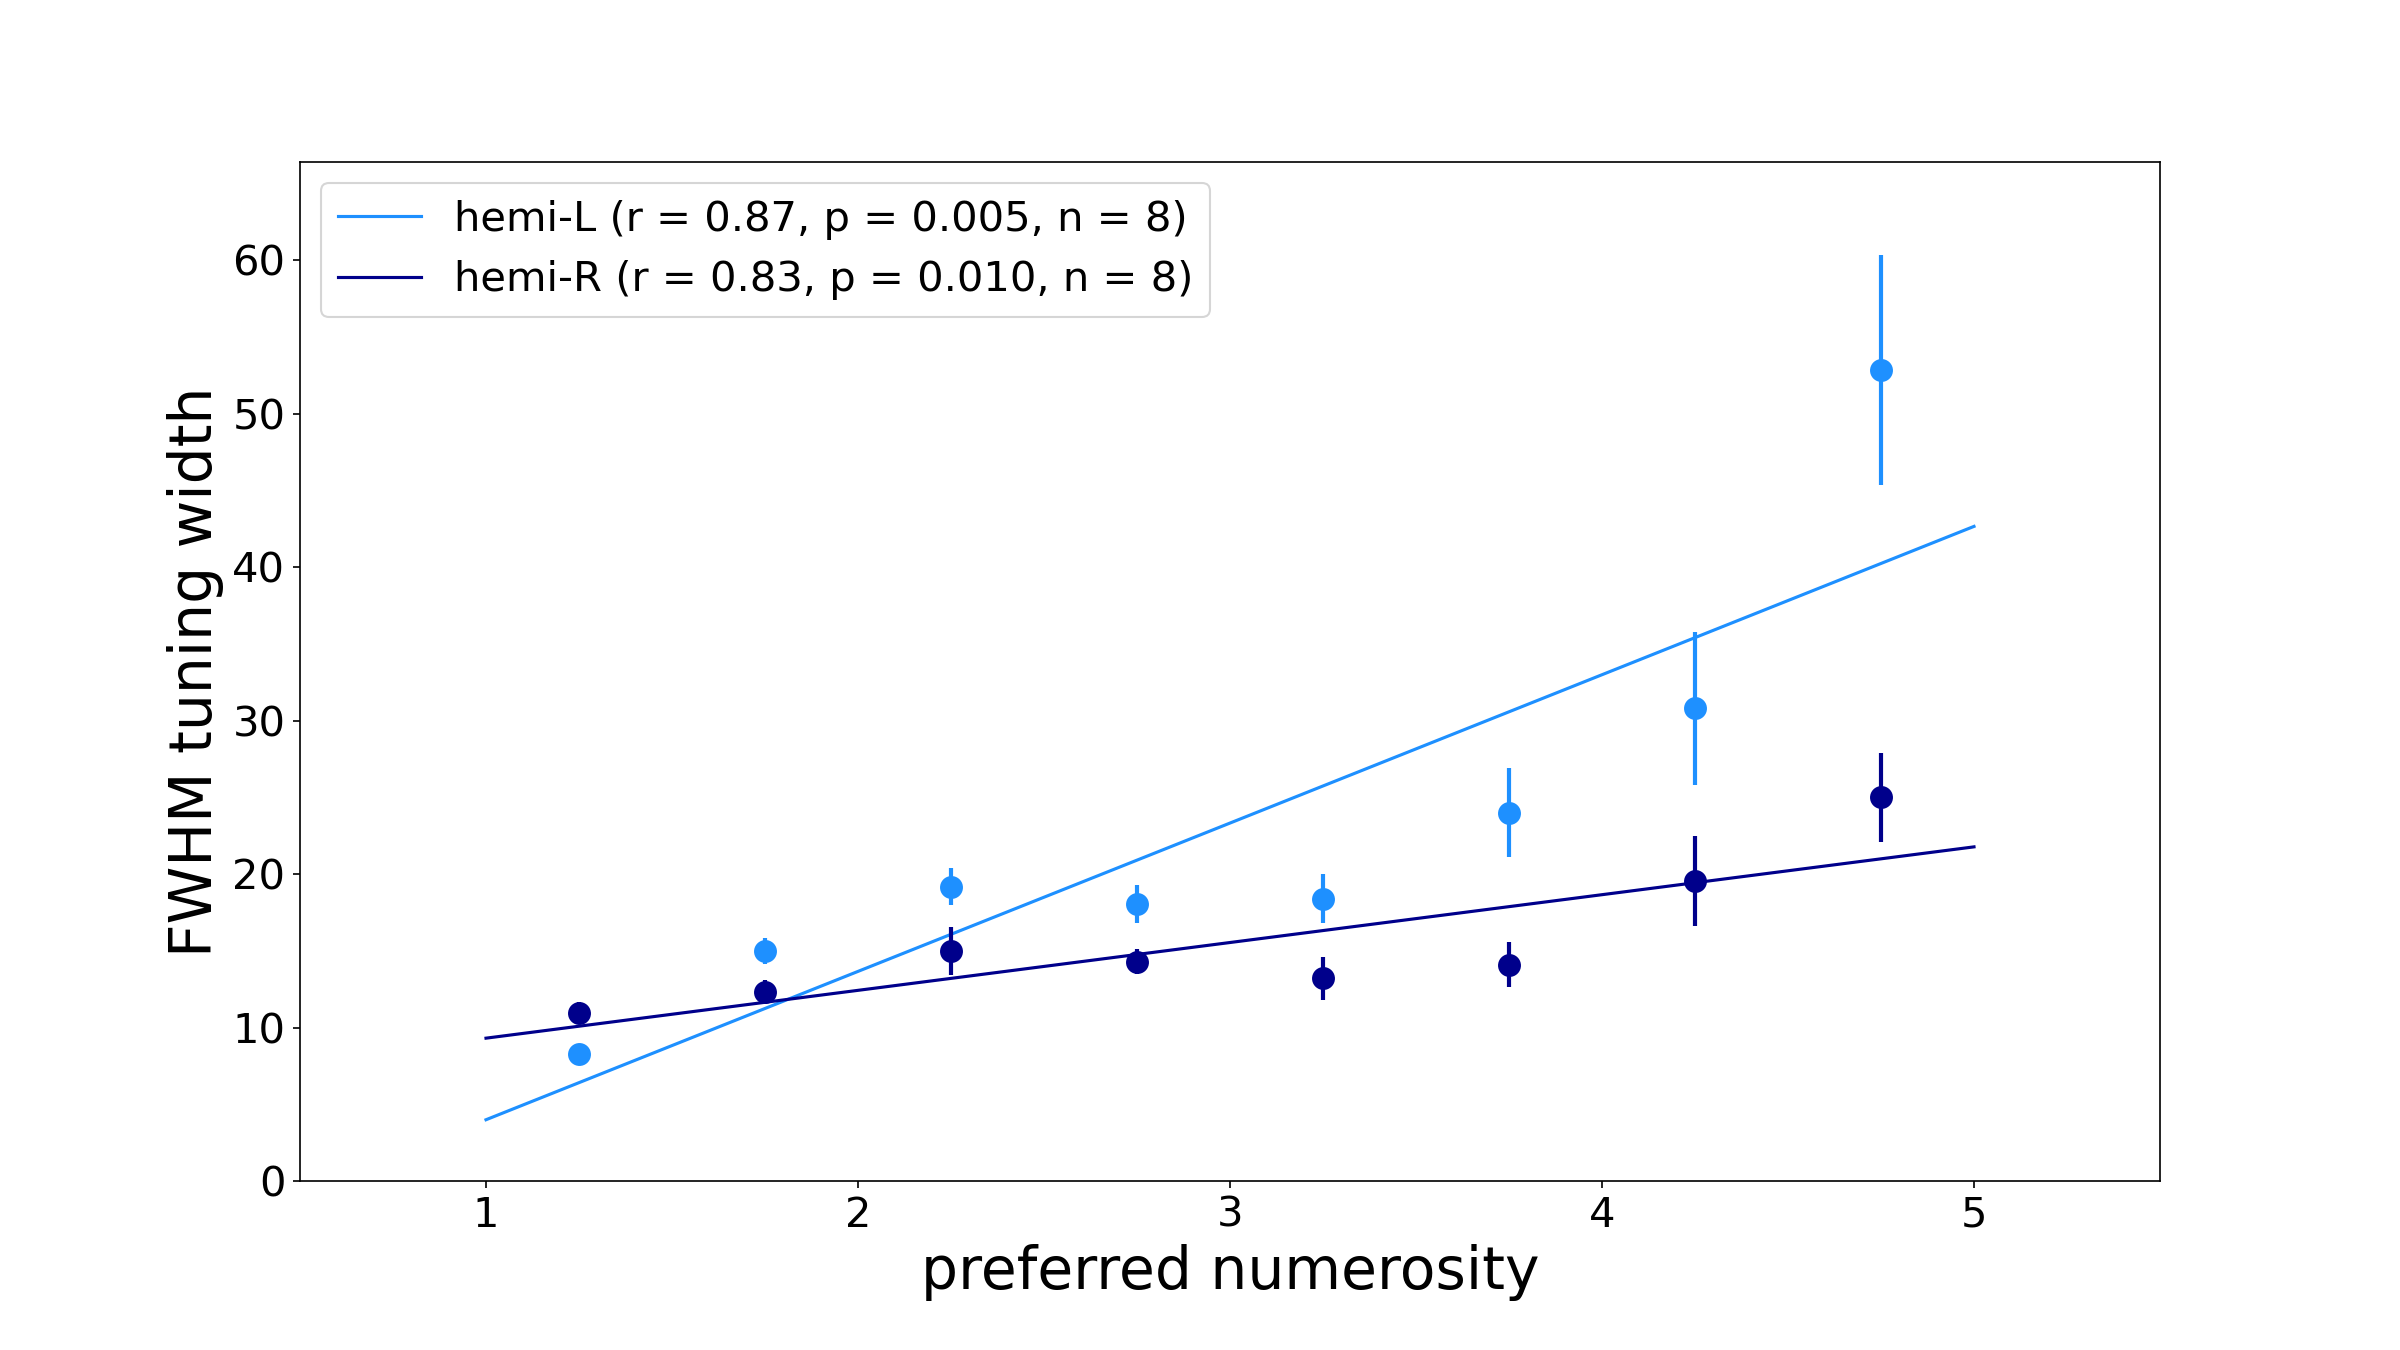 hemi-L (r = 0.87, p = 0.005, n = 8)
hemi-R (r = 0.83, p = 0.010, n = 8)
60
50
40
30
20
10
0
FWHM tuning width
1 2 3 4 5
preferred numerosity